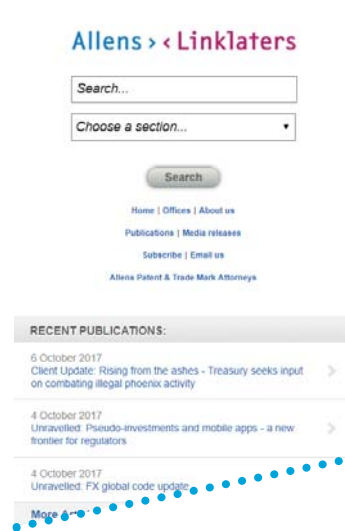 Allens > < Linklaters
Search...
Choose a section...
Search
Home | Offices | About us
Publications | Media releases
Subscribe | Email us
Allens Patent & Trade Mark Attorneys
RECENT PUBLICATIONS:
6 October 2017
Client Update: Rising from the ashes - Treasury seeks input
on combating illegal phoenix activity
4 October 2017
Unravelled: Pseudo-investments and mobile apps - a new
frontier for regulators
4 October 2017
Unravelled: FX global code update
More